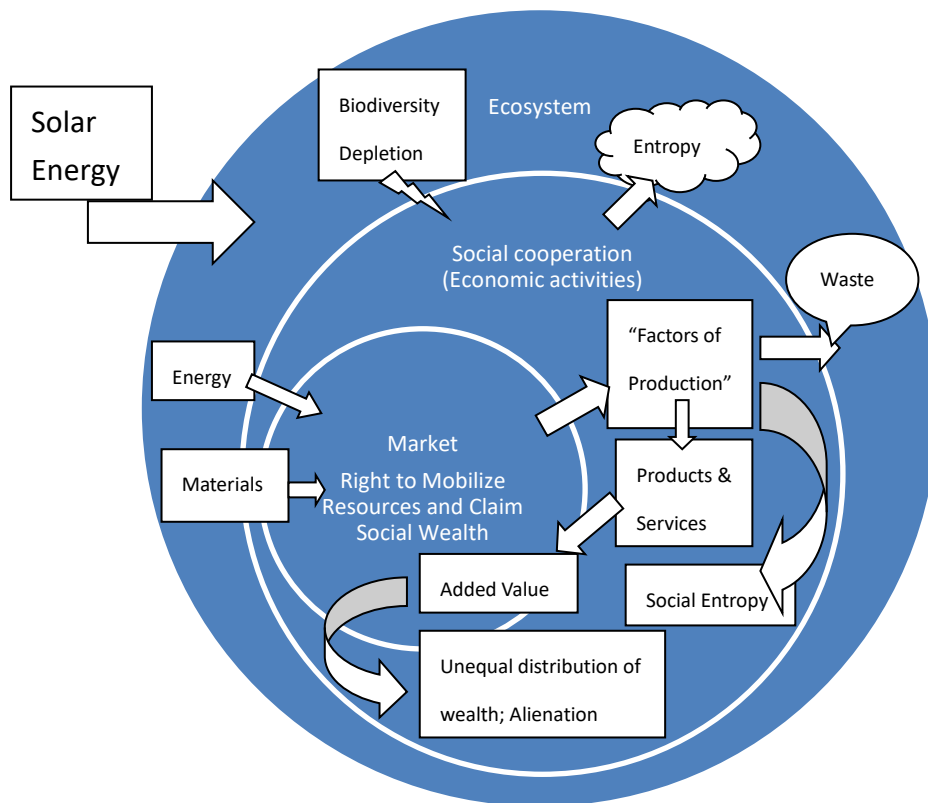 Solar
Energy
Biodiversity
Depletion
Ecosystem
Entropy
Social cooperation
(Economic activities)
Waste
“Factors of
Production”
Energy
Market
Right to Mobilize
Resources and Claim
Social Wealth
Materials
Products &
Services
Added Value
Social Entropy
Unequal distribution of
wealth; Alienation